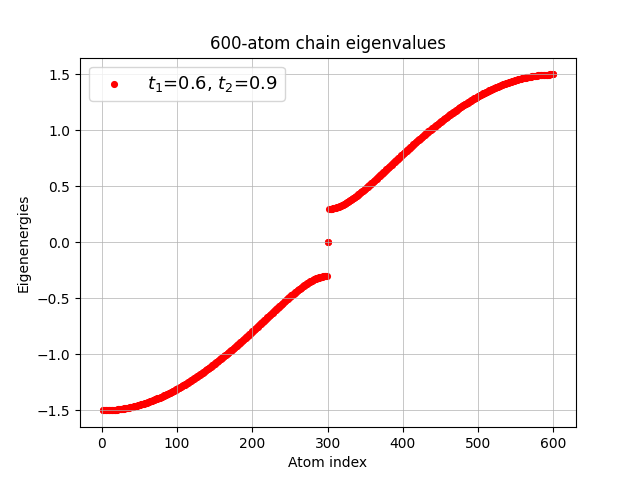 600-atom chain eigenvalues
t₁=0.6, t₂=0.9
1.5
1.0
0.5
0.0
−0.5
−1.0
−1.5
Eigenenergies
0 100 200 300 400 500 600
Atom index